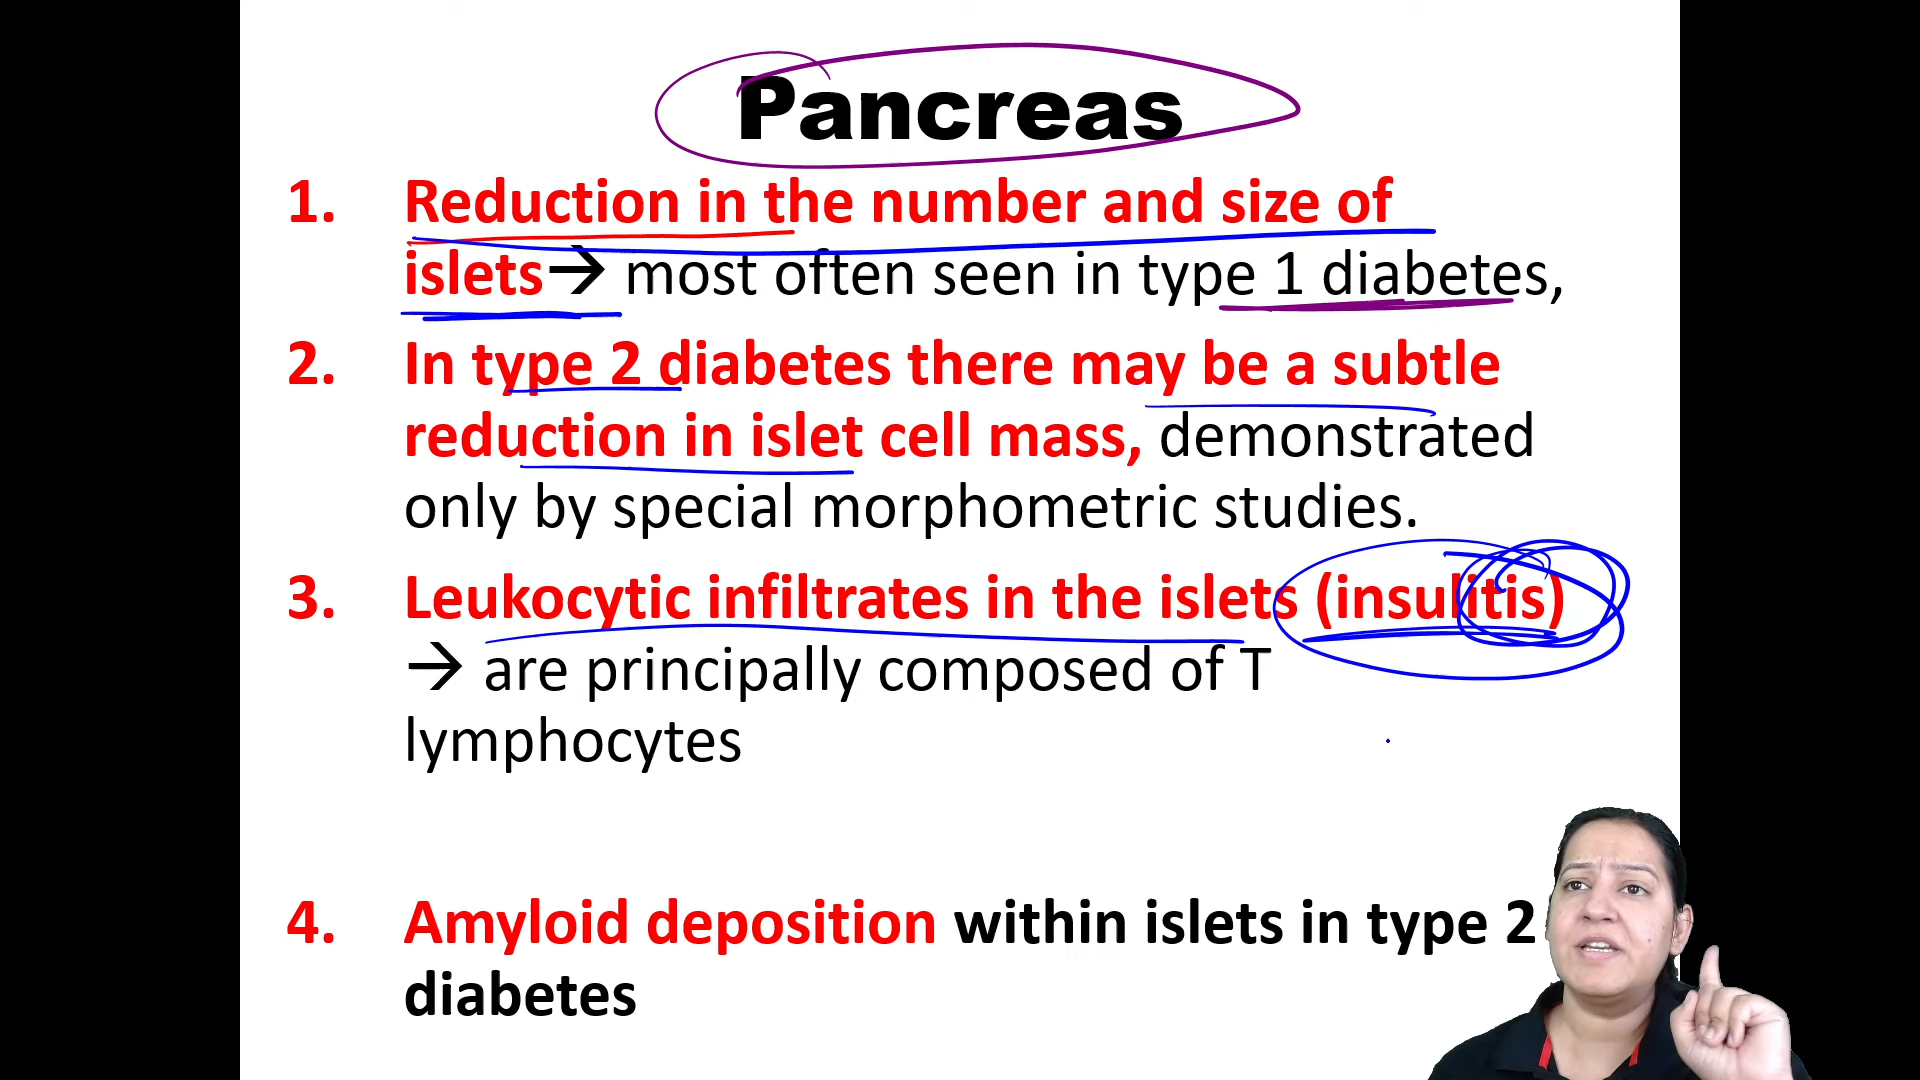 Pancreas
1. Reduction in the number and size of
islets→ most often seen in type 1 diabetes,
2. In type 2 diabetes there may be a subtle
reduction in islet cell mass, demonstrated
only by special morphometric studies.
3. Leukocytic infiltrates in the islets (insulitis)
→ are principally composed of T
lymphocytes
4. Amyloid deposition within islets in type 2
diabetes